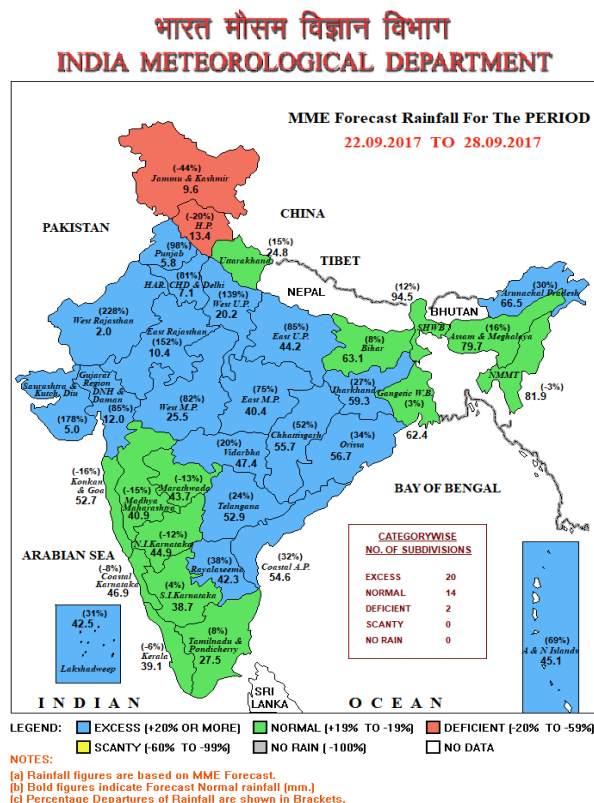 भारत मौसम विज्ञान विभाग
INDIA METEOROLOGICAL DEPARTMENT
MME Forecast Rainfall For The PERIOD
22.09.2017 TO 28.09.2017
(-44%)
Jammu & Kashmir
9.6
(-20%)
H.P.
13.4
CHINA
PAKISTAN
(98%)
Punjab
5.8
(15%)
24.8
Uttarakhand
TIBET
(81%)
HAR. CHD & Delhi
7.1
NEPAL
(139%)
West U.P.
20.2
(12%)
94.5
SHWB
BHUTAN
(30%)
Arunachal Pradesh
66.5
(228%)
West Rajasthan
2.0
East Rajasthan
(152%)
10.4
(85%)
East U.P.
44.2
(8%)
Bihar
63.1
(16%)
Assam & Meghalaya
79.7
NMMT
(-3%)
81.9
Saurashtra &
Kutch, Diu
(178%)
5.0
Gujarat
Region
DNH &
Daman
(85%)
12.0
(82%)
West M.P.
25.5
(75%)
East M.P.
40.4
(27%)
Jharkhand
59.3
Gangetic W.B.
(3%)
62.4
(52%)
Chhattisgarh
55.7
(34%)
Orissa
56.7
(20%)
Vidarbha
47.4
(-16%)
Konkan
& Goa
52.7
(-15%)
Madhya
Maharashtra
40.9
(-13%)
Marathwada
43.7
(24%)
Telangana
52.9
BAY OF BENGAL
ARABIAN SEA
(-12%)
N.I.Karnataka
44.9
(38%)
Rayalaseema
42.3
(32%)
Coastal A.P.
54.6
(-8%)
Coastal
Karnataka
46.9
(4%)
S.I.Karnataka
38.7
(31%)
42.5
Lakshadweep
(-6%)
Kerala
39.1
(8%)
Tamilnadu &
Pondicherry
27.5
CATEGORYWISE
NO. OF SUBDIVISIONS
EXCESS 20
NORMAL 14
DEFICIENT 2
SCANTY 0
NO RAIN 0
(69%)
A & N Islands
45.1
SRI
LANKA
INDIAN OCEAN
LEGEND: EXCESS (+20% OR MORE) NORMAL (+19% TO -19%) DEFICIENT (-20% TO -59%)
SCANTY (-60% TO -99%) NO RAIN (-100%) NO DATA
NOTES:
(a) Rainfall figures are based on MME Forecast.
(b) Bold figures indicate Forecast Normal rainfall (mm.)
(c) Percentage Departures of Rainfall are shown in Brackets.